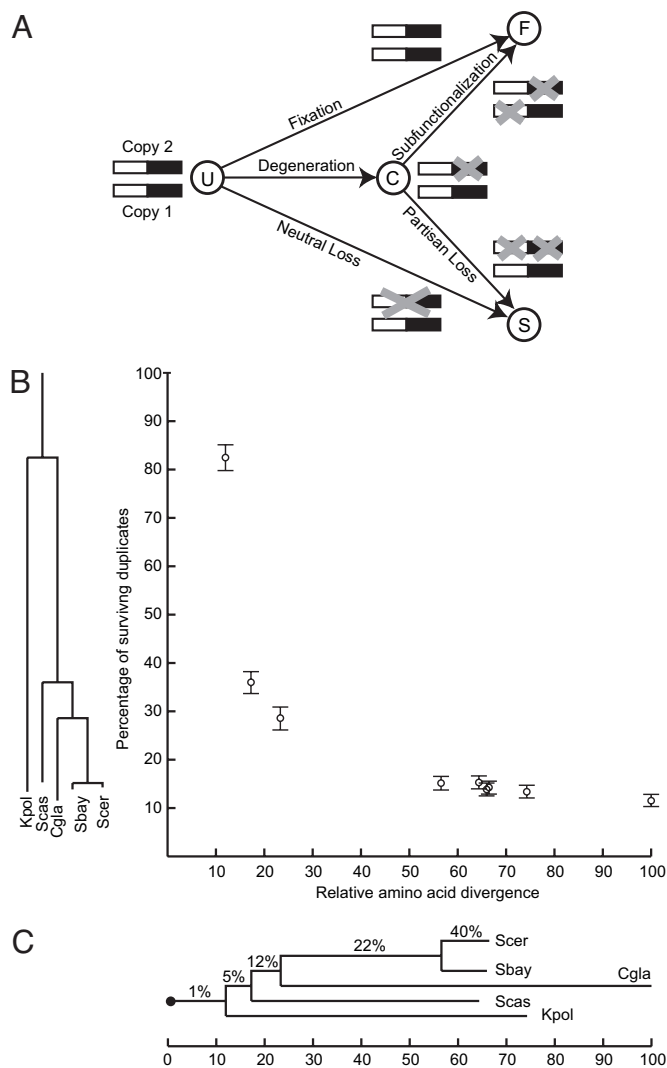 A
F
Fixation
Subfunctionalization
Copy 2
Degeneration
U
C
Copy 1
Neutral Loss
Partisan Loss
S
B
100
90
80
70
60
50
40
30
20
10
Percentage of survivng duplicates
Kpol
Scas
Cgla
Sbay
Scer
10 20 30 40 50 60 70 80 90 100
Relative amino acid divergence
C
40%
Scer
22%
12%
Sbay
5%
Cgla
1%
Scas
Kpol
0 10 20 30 40 50 60 70 80 90 100